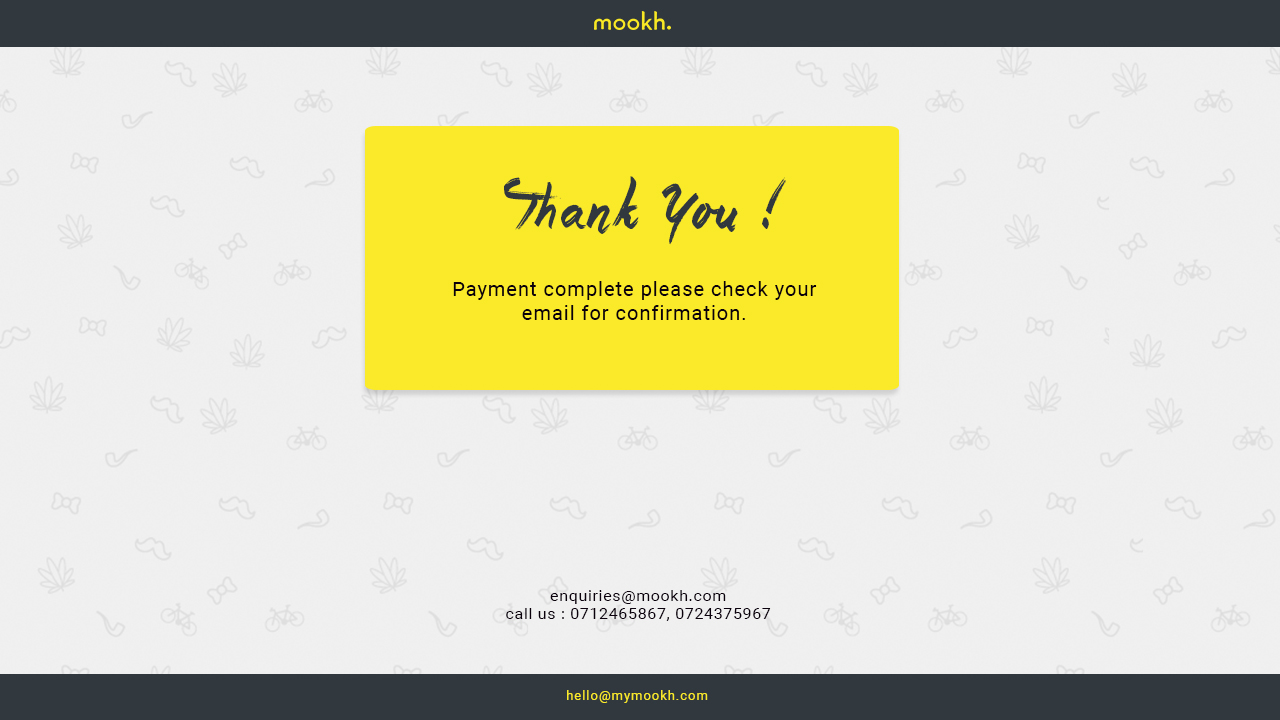 mookh.
Thank You !
Payment complete please check your
email for confirmation.
enquiries@mookh.com
call us : 0712465867, 0724375967
hello@mymookh.com